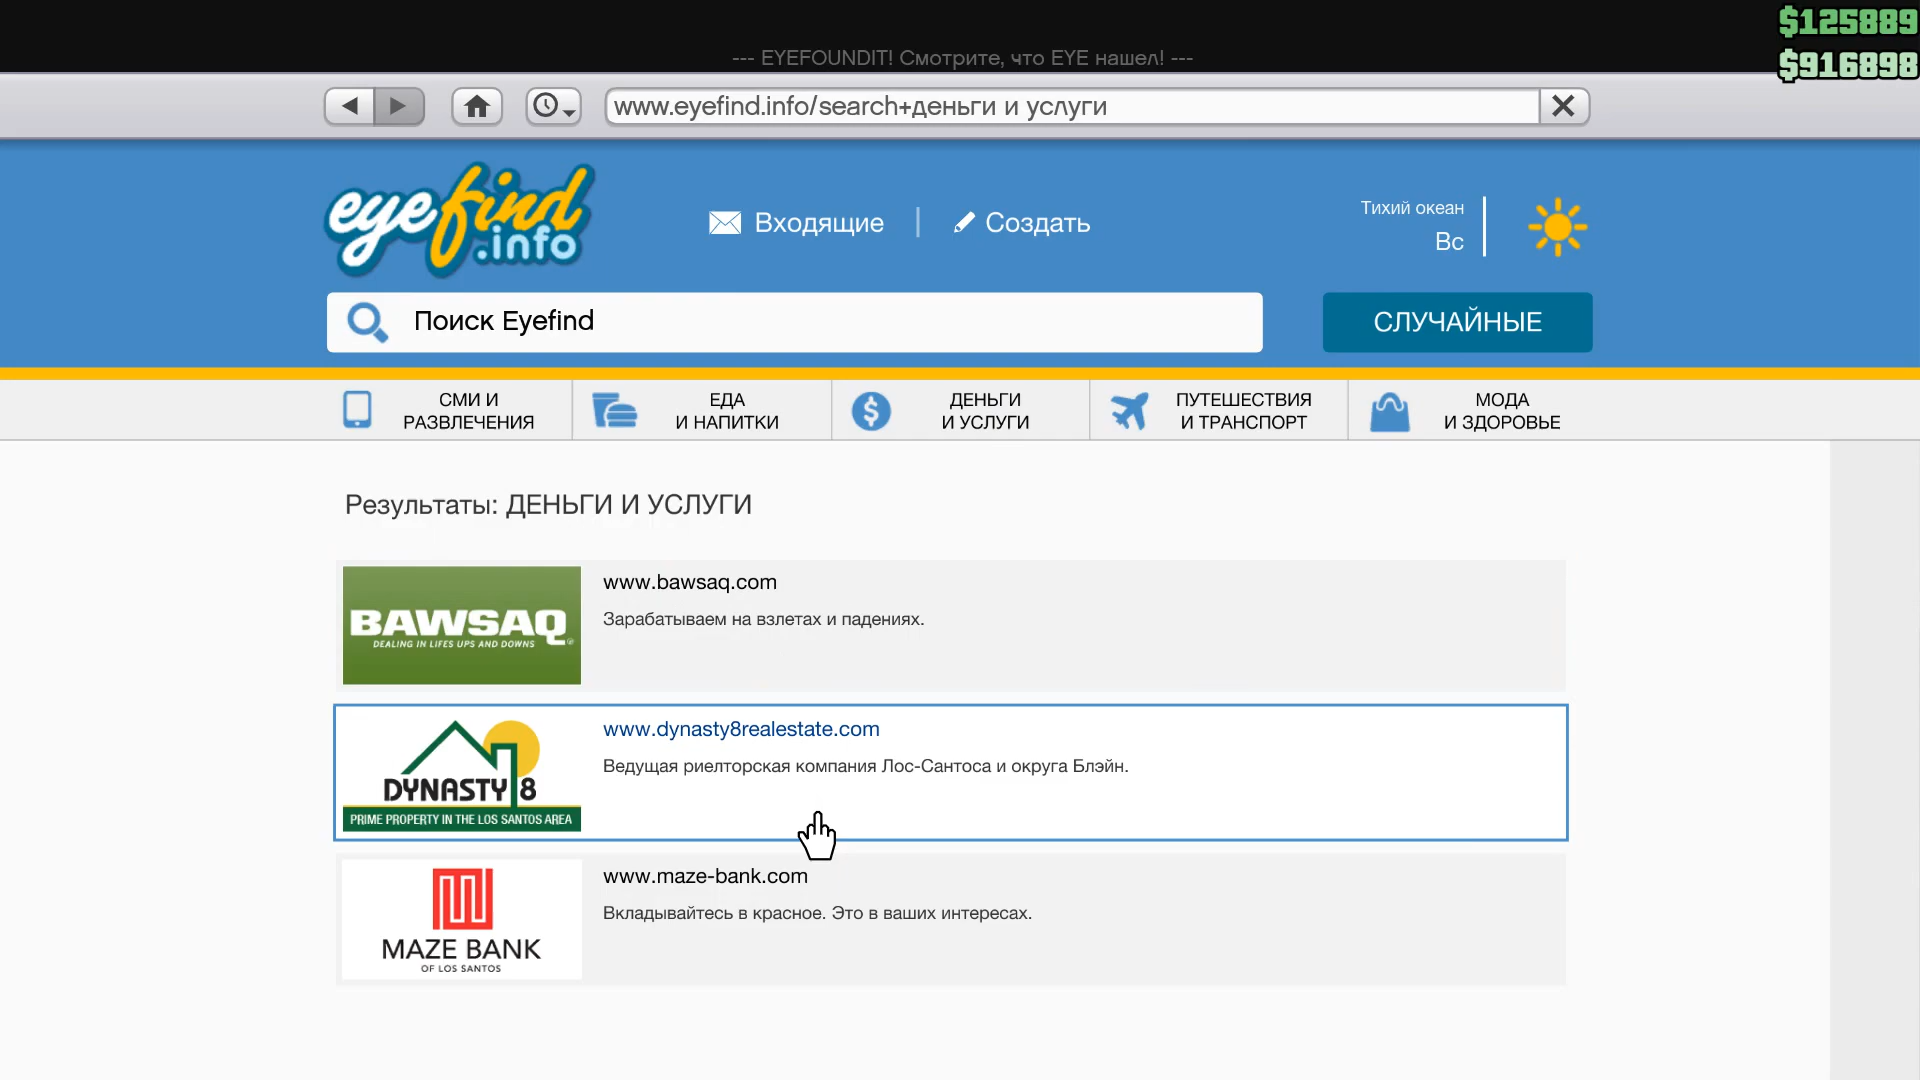 $125889
--- EYEFOUNDIT! Смотрите, что EYE нашел! ---
$916898
www.eyefind.info/search+деньги и услуги
eyefind.info
Входящие
Создать
Тихий океан
Вс
Поиск Eyefind
СЛУЧАЙНЫЕ
СМИ И
РАЗВЛЕЧЕНИЯ
ЕДА
И НАПИТКИ
ДЕНЬГИ
И УСЛУГИ
ПУТЕШЕСТВИЯ
И ТРАНСПОРТ
МОДА
И ЗДОРОВЬЕ
Результаты: ДЕНЬГИ И УСЛУГИ
BAWSAQ
DEALING IN LIFES UPS AND DOWNS
www.bawsaq.com
Зарабатываем на взлетах и падениях.
DYNASTY 8
PRIME PROPERTY IN THE LOS SANTOS AREA
www.dynasty8realestate.com
Ведущая риелторская компания Лос-Сантоса и округа Блэйн.
MAZE BANK
OF LOS SANTOS
www.maze-bank.com
Вкладывайтесь в красное. Это в ваших интересах.